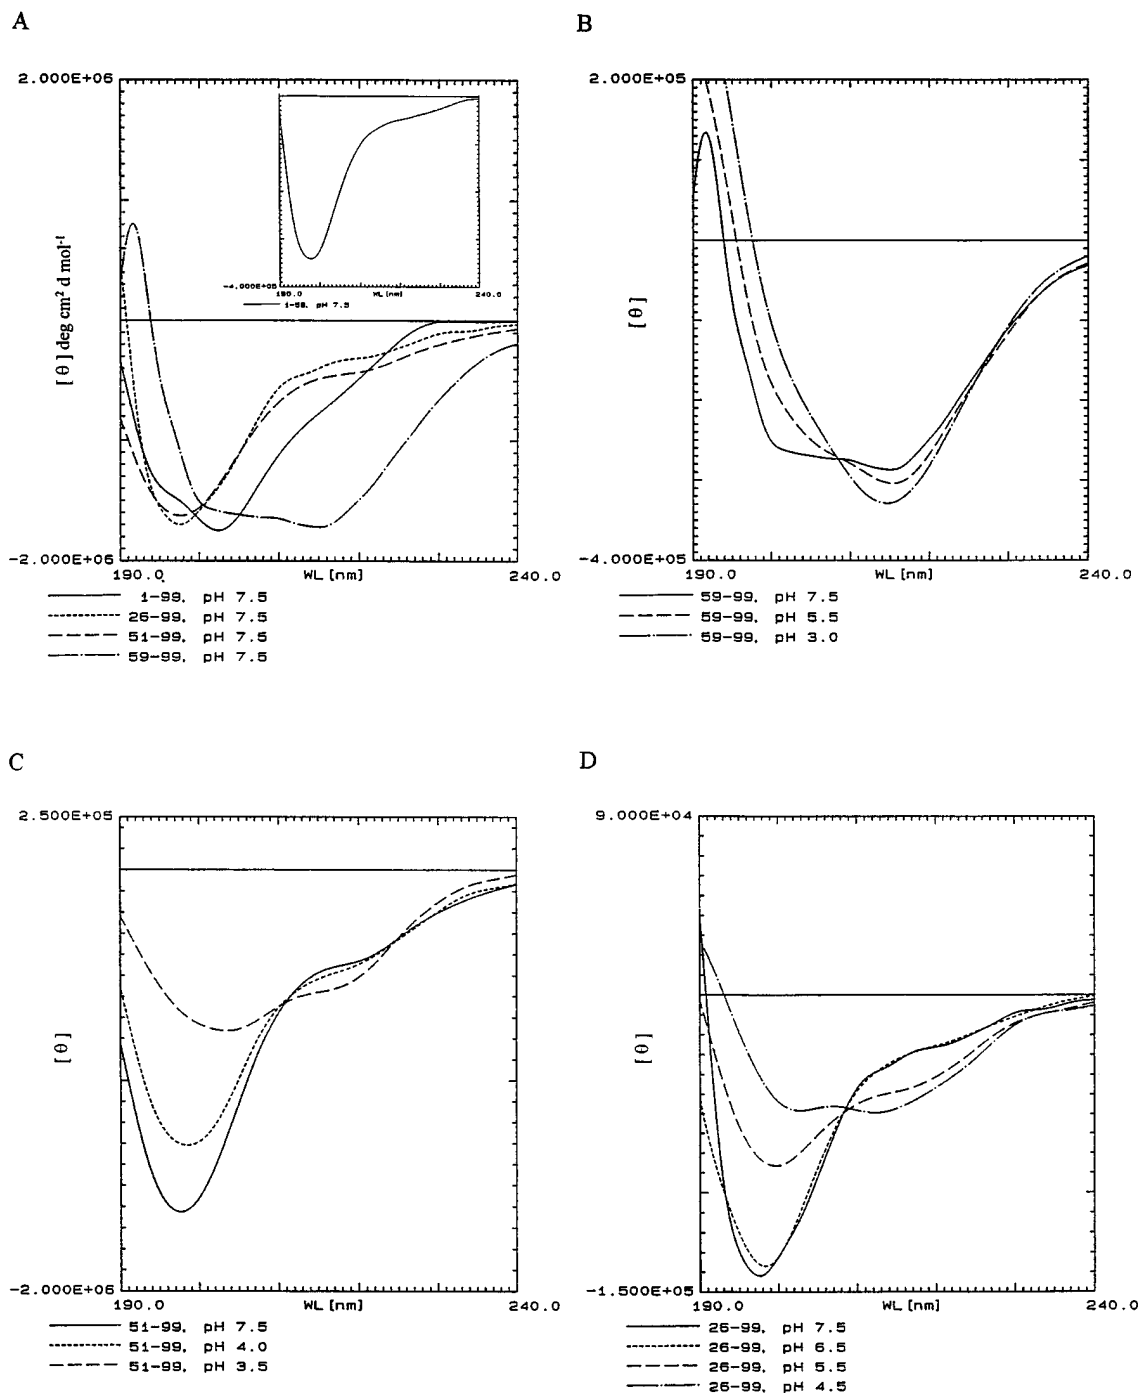 A
2.000E+06
[ θ ] deg cm² d mol⁻¹
-4.000E+05
190.0
WL [nm]
240.0
1-58, pH 7.5
-2.000E+06
190.0
WL [nm]
240.0
1-99, pH 7.5
26-99, pH 7.5
51-99, pH 7.5
59-99, pH 7.5
B
2.000E+05
[ θ ]
-4.000E+05
190.0
WL [nm]
240.0
59-99, pH 7.5
59-99, pH 5.5
59-99, pH 3.0
C
2.500E+05
[ θ ]
-2.000E+06
190.0
WL [nm]
240.0
51-99, pH 7.5
51-99, pH 4.0
51-99, pH 3.5
D
9.000E+04
[ θ ]
-1.500E+05
190.0
WL [nm]
240.0
26-99, pH 7.5
26-99, pH 6.5
26-99, pH 5.5
26-99, pH 4.5